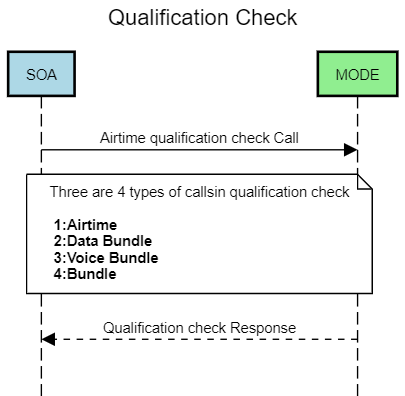 Qualification Check
SOA
MODE
Airtime qualification check Call
Three are 4 types of callsin qualification check
1:Airtime
2:Data Bundle
3:Voice Bundle
4:Bundle
Qualification check Response